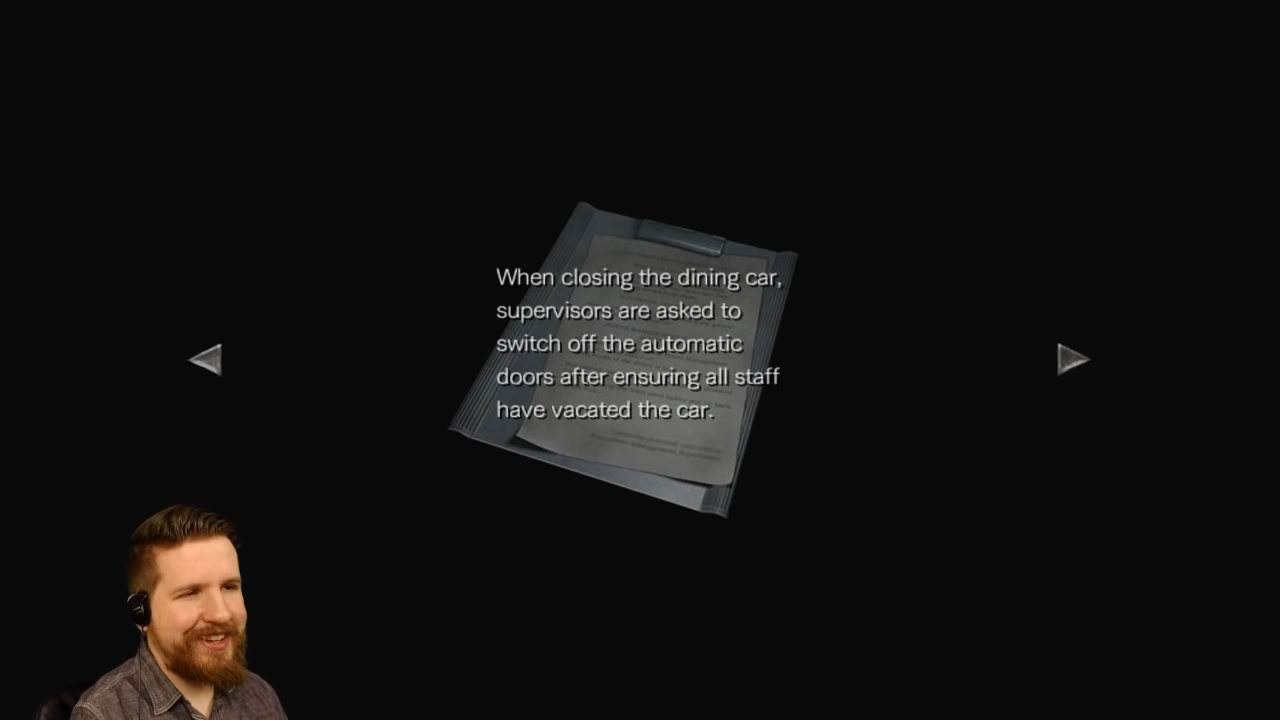 When closing the dining car,
supervisors are asked to
switch off the automatic
doors after ensuring all staff
have vacated the car.